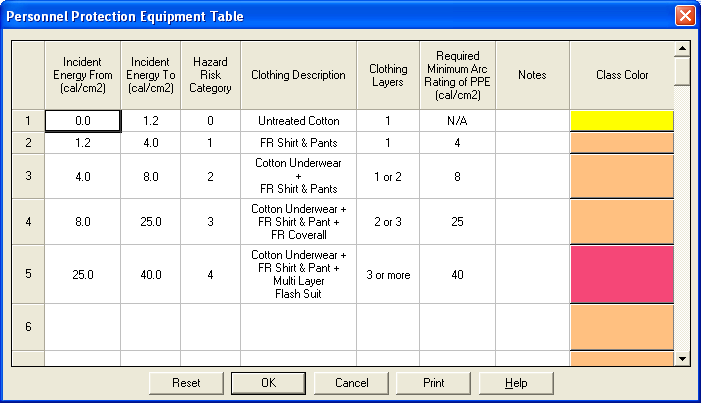 Personnel Protection Equipment Table
Incident Energy From (cal/cm2) Incident Energy To (cal/cm2) Hazard Risk Category Clothing Description Clothing Layers Required Minimum Arc Rating of PPE (cal/cm2) Notes Class Color
1 0.0 1.2 0 Untreated Cotton 1 N/A
2 1.2 4.0 1 FR Shirt & Pants 1 4
3 4.0 8.0 2 Cotton Underwear + FR Shirt & Pants 1 or 2 8
4 8.0 25.0 3 Cotton Underwear + FR Shirt & Pant + FR Coverall 2 or 3 25
5 25.0 40.0 4 Cotton Underwear + FR Shirt & Pant + Multi Layer Flash Suit 3 or more 40
6
Reset OK Cancel Print Help